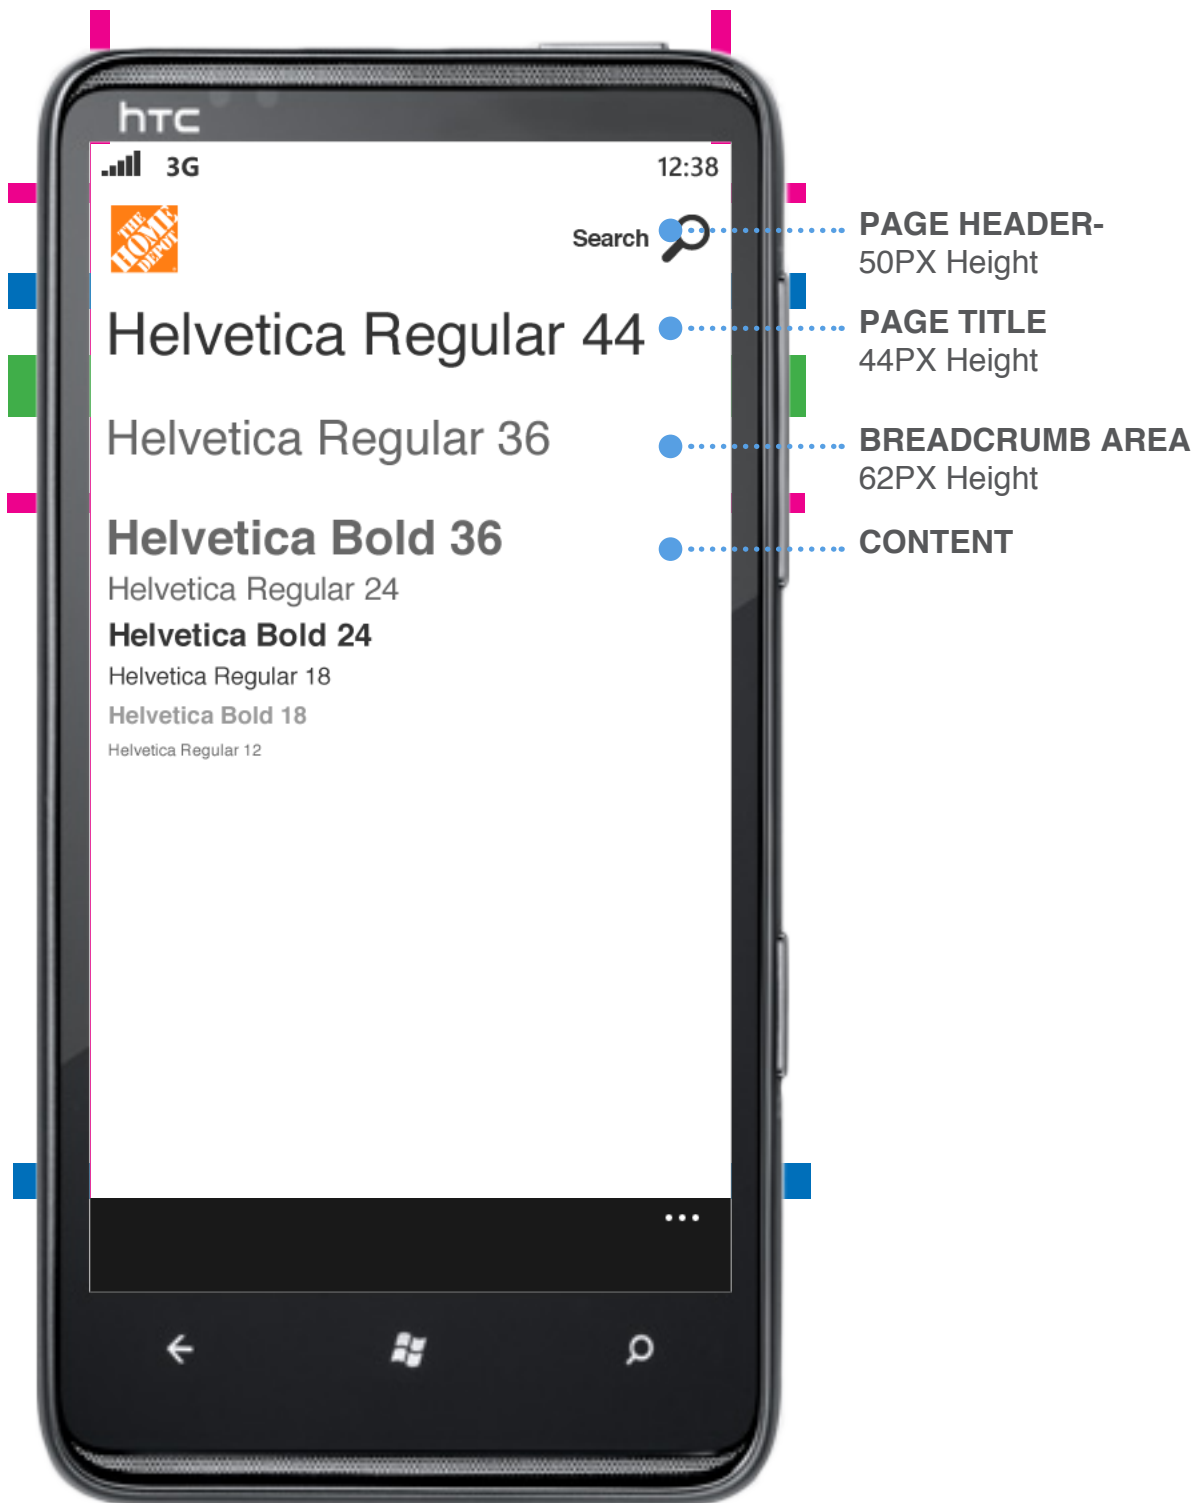 hTC
3G 12:38
THE
HOME
DEPOT
Search
PAGE HEADER-
50PX Height
Helvetica Regular 44
PAGE TITLE
44PX Height
Helvetica Regular 36
BREADCRUMB AREA
62PX Height
Helvetica Bold 36
CONTENT
Helvetica Regular 24
Helvetica Bold 24
Helvetica Regular 18
Helvetica Bold 18
Helvetica Regular 12